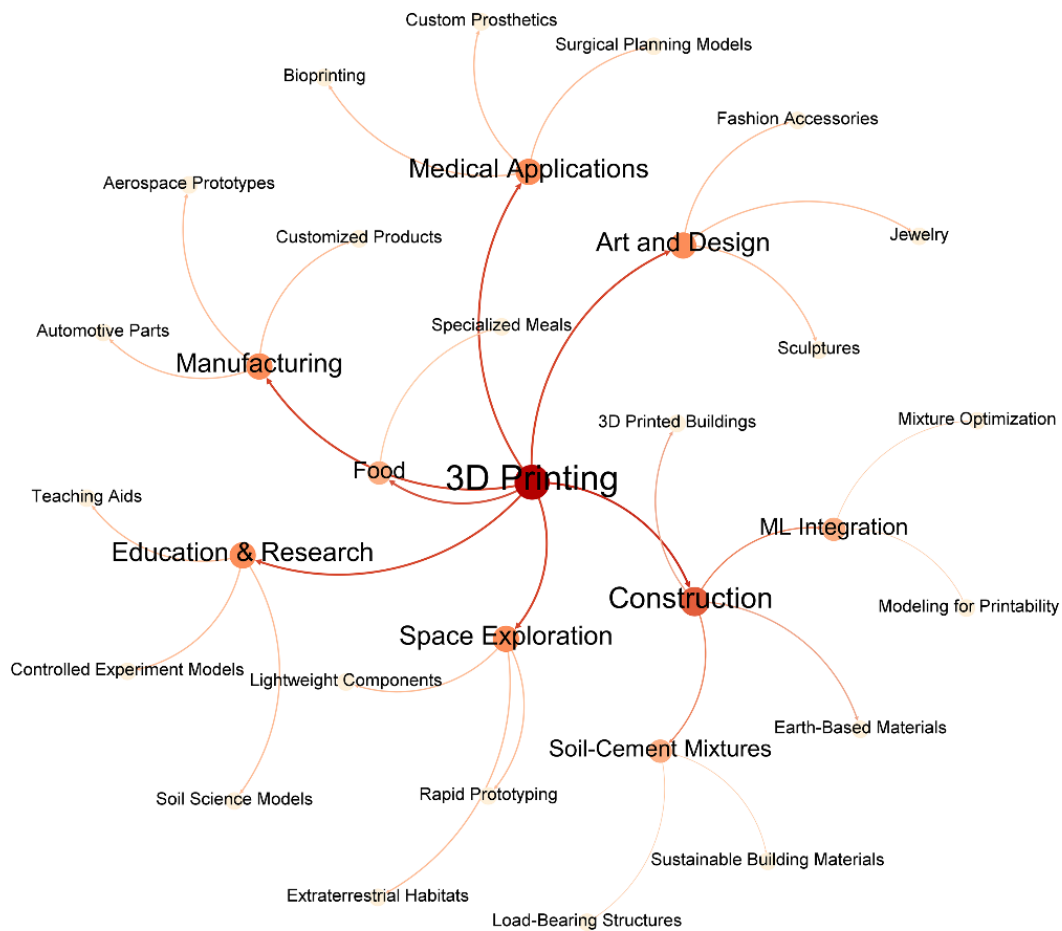 Custom Prosthetics
Surgical Planning Models
Bioprinting
Fashion Accessories
Medical Applications
Aerospace Prototypes
Customized Products
Art and Design
Jewelry
Specialized Meals
Automotive Parts
Sculptures
Manufacturing
3D Printed Buildings
Mixture Optimization
Food
3D Printing
Teaching Aids
ML Integration
Education & Research
Construction
Modeling for Printability
Space Exploration
Controlled Experiment Models
Lightweight Components
Earth-Based Materials
Soil-Cement Mixtures
Rapid Prototyping
Soil Science Models
Sustainable Building Materials
Extraterrestrial Habitats
Load-Bearing Structures